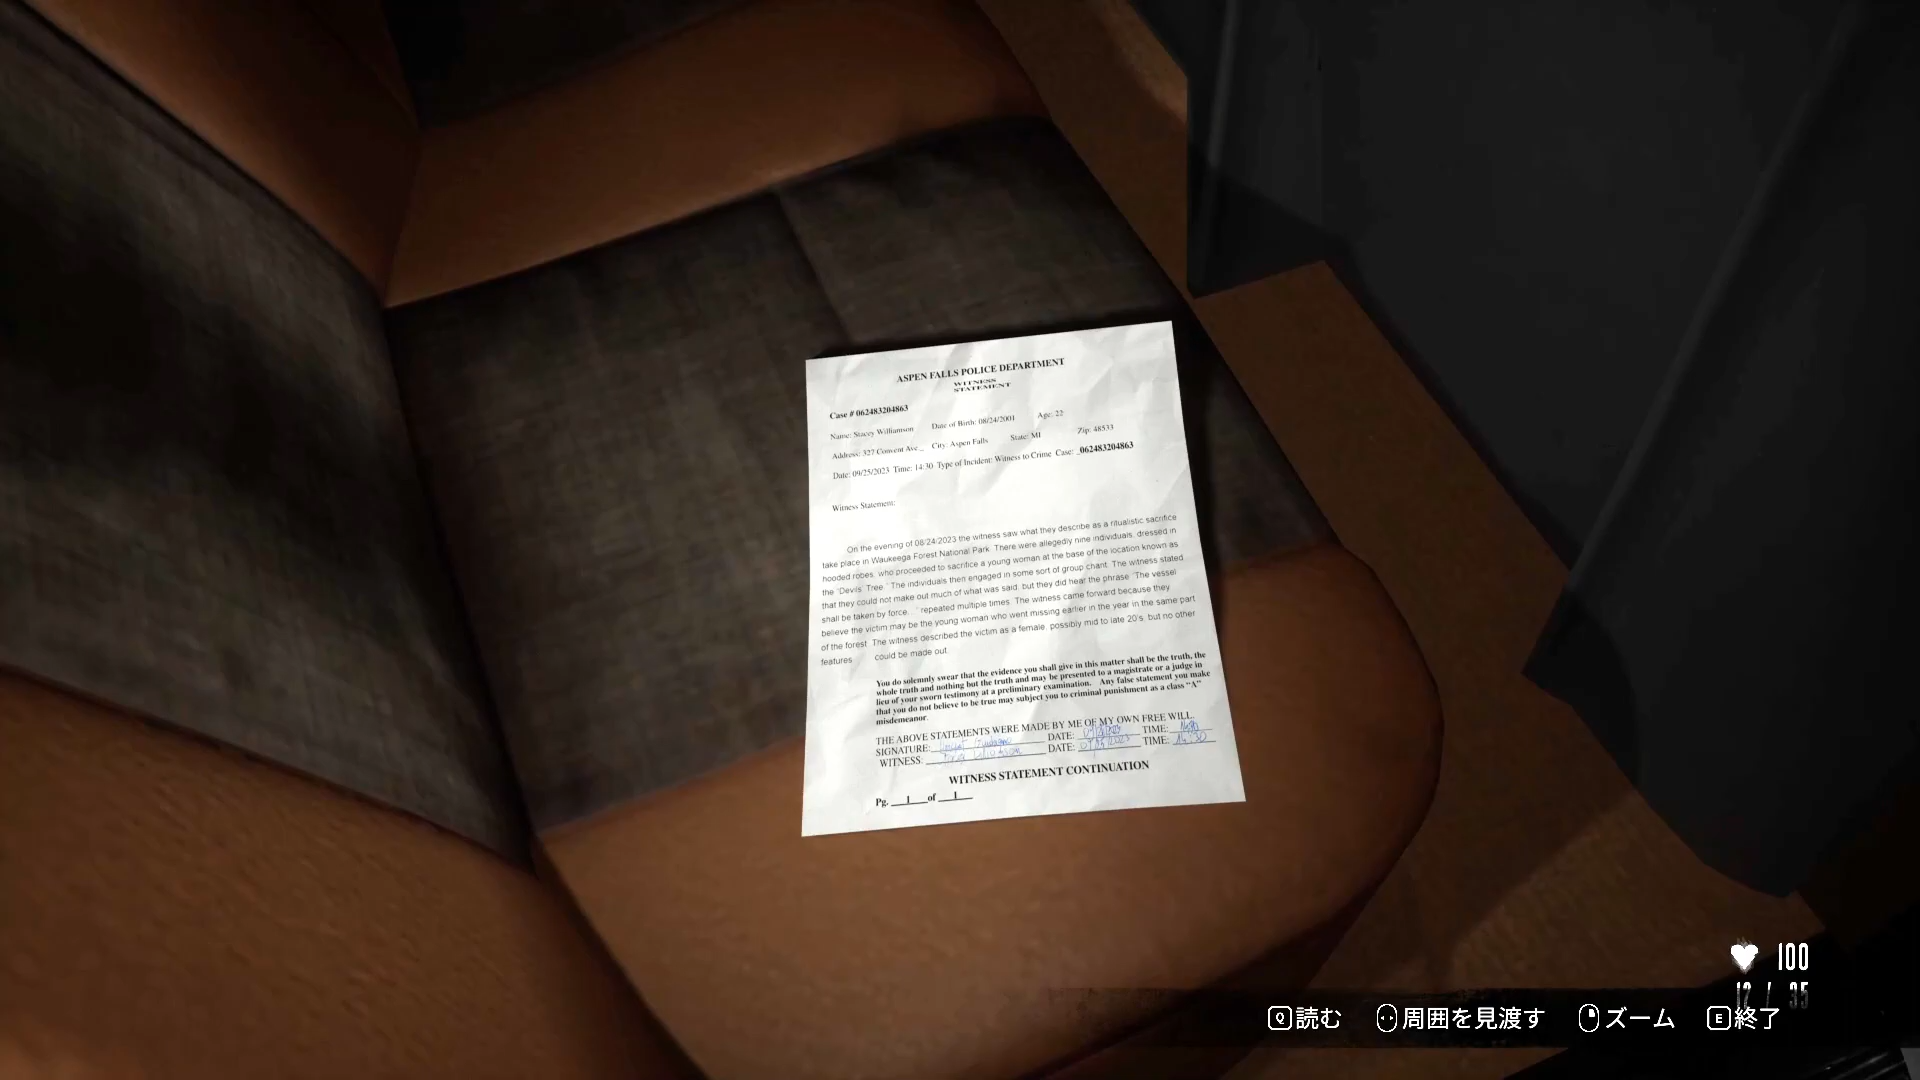 ASPEN FALLS POLICE DEPARTMENT
WITNESS
STATEMENT
Case # 062483204863
Name: Stacey Williamson Date of Birth: 08/24/2001 Age: 22
Address: 327 Convent Ave_ City: Aspen Falls State: MI Zip: 48533
Date: 09/25/2023 Time: 14:30 Type of Incident: Witness to Crime Case: _062483204863
Witness Statement:
On the evening of 08/24/2023 the witness saw what they describe as a ritualistic sacrifice
take place in Waukeega Forest National Park. There were allegedly nine individuals, dressed in
hooded robes, who proceeded to sacrifice a young woman at the base of the location known as
the "Devils Tree." The individuals then engaged in some sort of group chant. The witness stated
that they could not make out much of what was said, but they did hear the phrase "The vessel
shall be taken by force..." repeated multiple times. The witness came forward because they
believe the victim may be the young woman who went missing earlier in the year in the same part
of the forest. The witness described the victim as a female, possibly mid to late 20's, but no other
features could be made out.
You do solemnly swear that the evidence you shall give in this matter shall be the truth, the
whole truth and nothing but the truth and may be presented to a magistrate or a judge in
lieu of your sworn testimony at a preliminary examination. Any false statement you make
that you do not believe to be true may subject you to criminal punishment as a class "A"
misdemeanor.
THE ABOVE STATEMENTS WERE MADE BY ME OF MY OWN FREE WILL.
SIGNATURE: DATE: TIME:
WITNESS: DATE: TIME: 14:30
WITNESS STATEMENT CONTINUATION
Pg. 1 of 1
100
12 / 35
Q 読む 周囲を見渡す ズーム E 終了